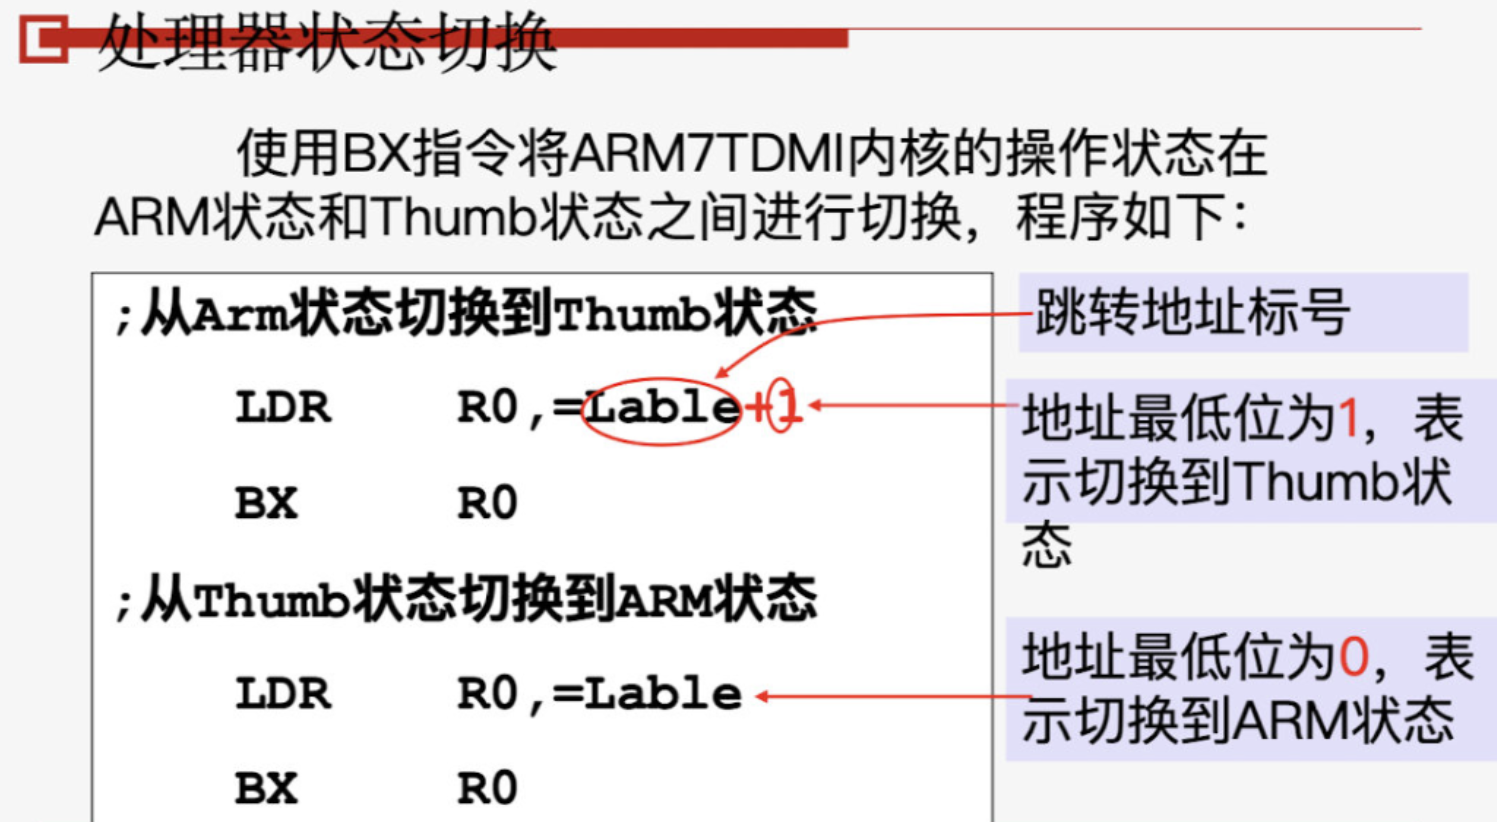 处理器状态切换
使用BX指令将ARM7TDMI内核的操作状态在
ARM状态和Thumb状态之间进行切换，程序如下：
;从Arm状态切换到Thumb状态
跳转地址标号
LDR R0,=Lable+1
地址最低位为1，表
示切换到Thumb状
态
BX R0
;从Thumb状态切换到ARM状态
LDR R0,=Lable
地址最低位为0，表
示切换到ARM状态
BX R0